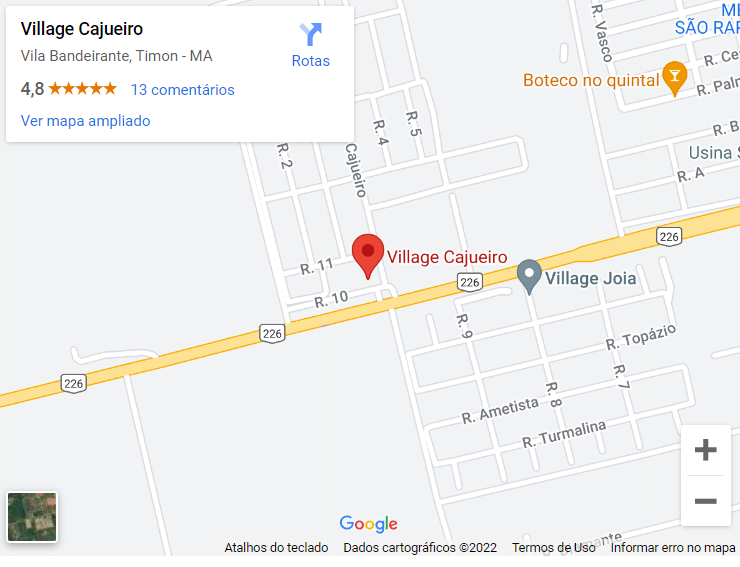 Village Cajueiro
Vila Bandeirante, Timon - MA
4,8
13 comentários
Ver mapa ampliado
Rotas
R. Vasco
SÃO RA
R. Ce
Boteco no quintal
R. Palm
R. 5
R. 4
R. B
R. 2
Cajueiro
Usina S
R. A
226
R. 11
Village Cajueiro
226
Village Joia
R. 10
226
R. 9
R. Topázio
226
R. 7
R. 8
R. Ametista
R. Turmalina
Google
Atalhos do teclado
Dados cartográficos ©2022
Termos de Uso
Informar erro no mapa